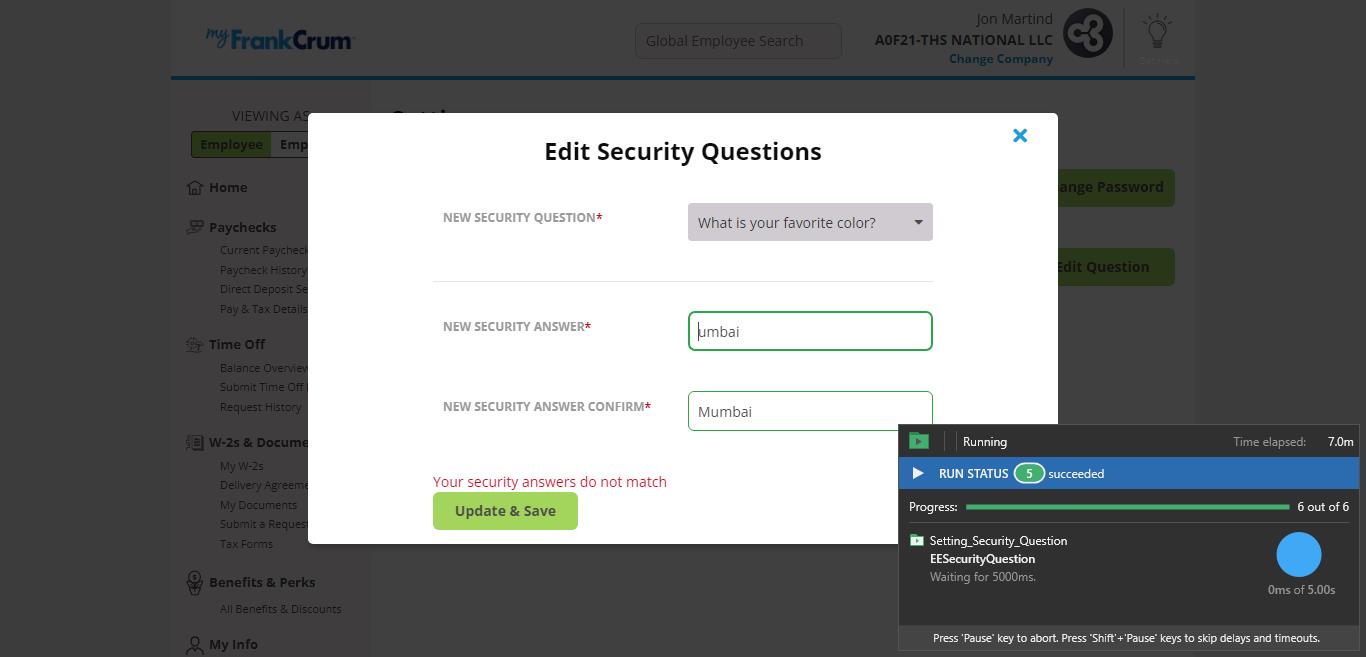 myFrankCrum
Global Employee Search
Jon Martind
A0F21-THS NATIONAL LLC
Change Company
VIEWING AS
Employee
Emp
Home
Paychecks
Current Paycheck
Paycheck History
Direct Deposit Se
Pay & Tax Details
Time Off
Balance Overview
Submit Time Off
Request History
W-2s & Docume
My W-2s
Delivery Agreeme
My Documents
Submit a Request
Tax Forms
Benefits & Perks
All Benefits & Discounts
My Info
ange Password
Edit Question
Edit Security Questions
NEW SECURITY QUESTION*
What is your favorite color?
NEW SECURITY ANSWER*
umbai
NEW SECURITY ANSWER CONFIRM*
Mumbai
Your security answers do not match
Update & Save
Running
Time elapsed: 7.0m
RUN STATUS 5 succeeded
Progress: 6 out of 6
Setting_Security_Question
EESecurityQuestion
Waiting for 5000ms.
0ms of 5.00s
Press 'Pause' key to abort. Press 'Shift'+'Pause' keys to skip delays and timeouts.